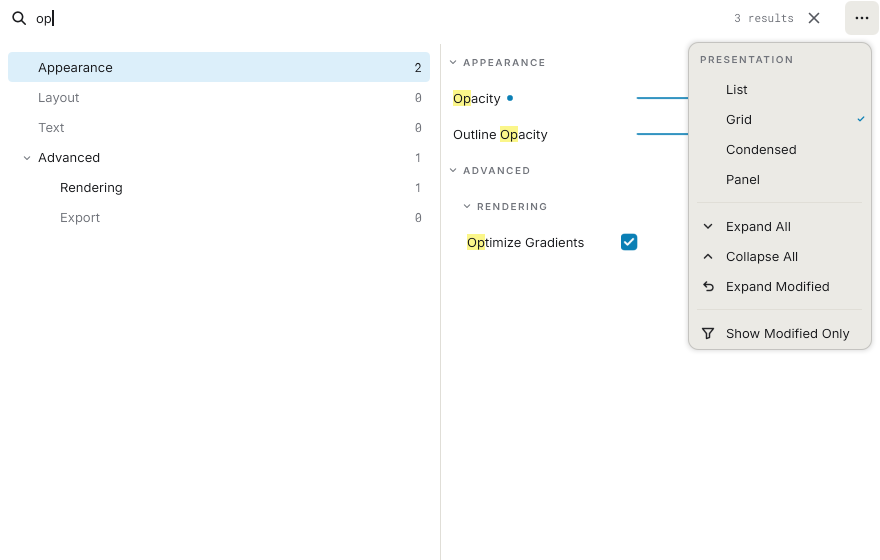 op
3 results
Appearance 2
Layout 0
Text 0
Advanced 1
Rendering 1
Export 0
APPEARANCE
Opacity
Outline Opacity
ADVANCED
RENDERING
Optimize Gradients
PRESENTATION
List
Grid
Condensed
Panel
Expand All
Collapse All
Expand Modified
Show Modified Only